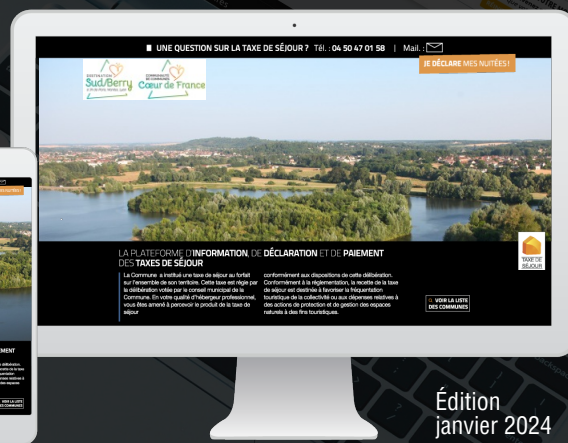 UNE QUESTION SUR LA TAXE DE SÉJOUR ? Tél. : 04 50 47 01 58 | Mail. :
JE DÉCLARE MES NUITÉES !
DESTINATION
Sud/Berry
COMMUNAUTÉ
DE COMMUNES
Cœur de France
LA PLATEFORME D'INFORMATION, DE DÉCLARATION ET DE PAIEMENT
DES TAXES DE SÉJOUR
La Commune a institué une taxe de séjour au forfait
sur l'ensemble de son territoire. Cette taxe est régie par
la délibération votée par le conseil municipal de la
Commune. En votre qualité d'hébergeur professionnel,
vous êtes amené à percevoir le produit de la taxe de
séjour
conformément aux dispositions de cette délibération.
Conformément à la réglementation, la recette de la taxe
de séjour est destinée à favoriser la fréquentation
touristique de la collectivité ou aux dépenses relatives à
des actions de protection et de gestion des espaces
naturels à des fins touristiques.
TAXE DE
SÉJOUR
VOIR LA LISTE
DES COMMUNES
VOIR LA LISTE
DES COMMUNES
Édition
janvier 2024